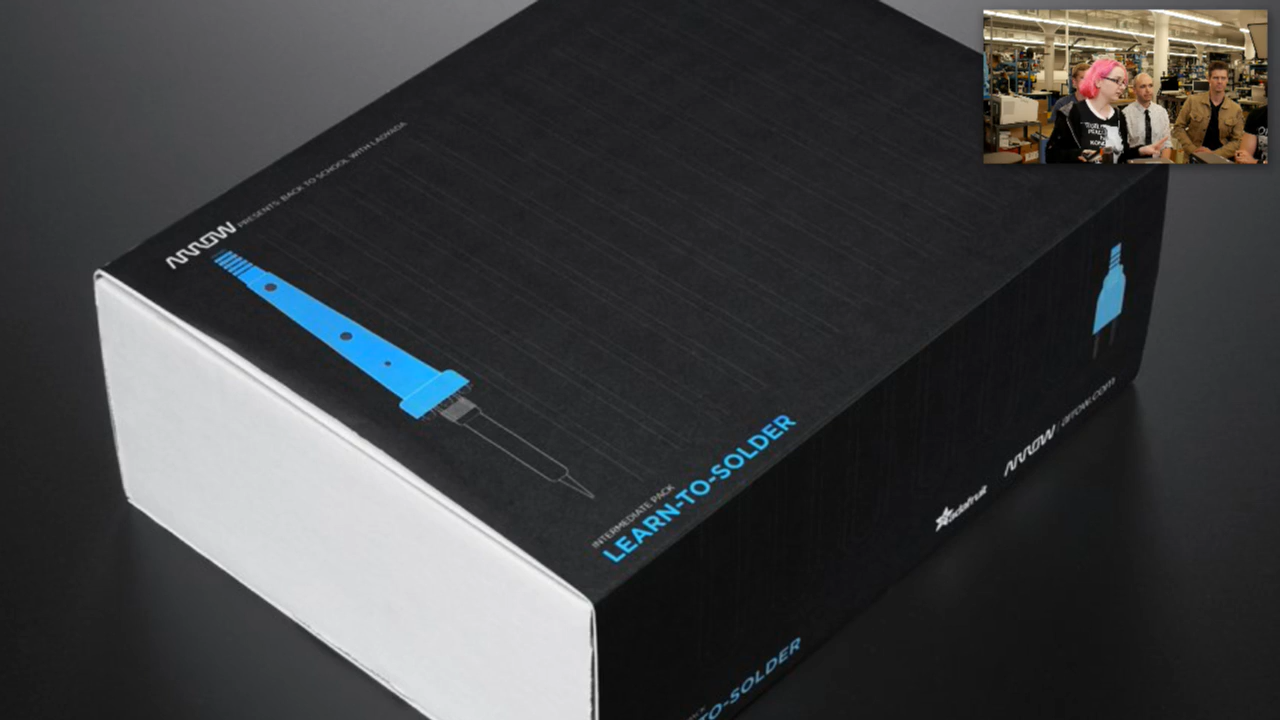 ARROW PRESENTS: BACK TO SCHOOL WITH LADYADA
INTERMEDIATE PACK
LEARN-TO-SOLDER
adafruit
ARROW | arrow.com
TO-SOLDER